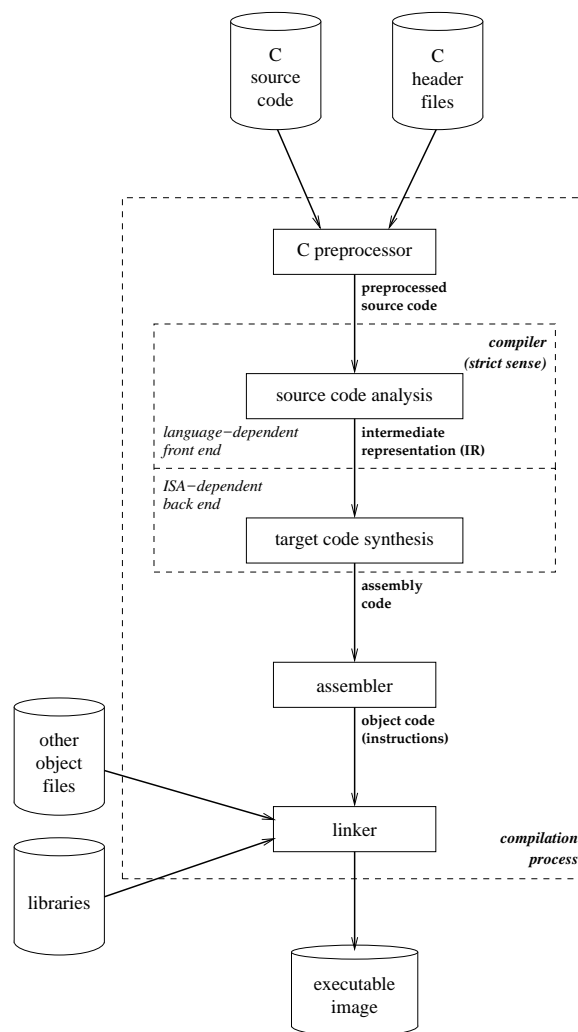 C
source
code
C
header
files
C preprocessor
preprocessed
source code
compiler
(strict sense)
source code analysis
language−dependent
front end
intermediate
representation (IR)
ISA−dependent
back end
target code synthesis
assembly
code
assembler
other
object
files
object code
(instructions)
linker
compilation
process
libraries
executable
image